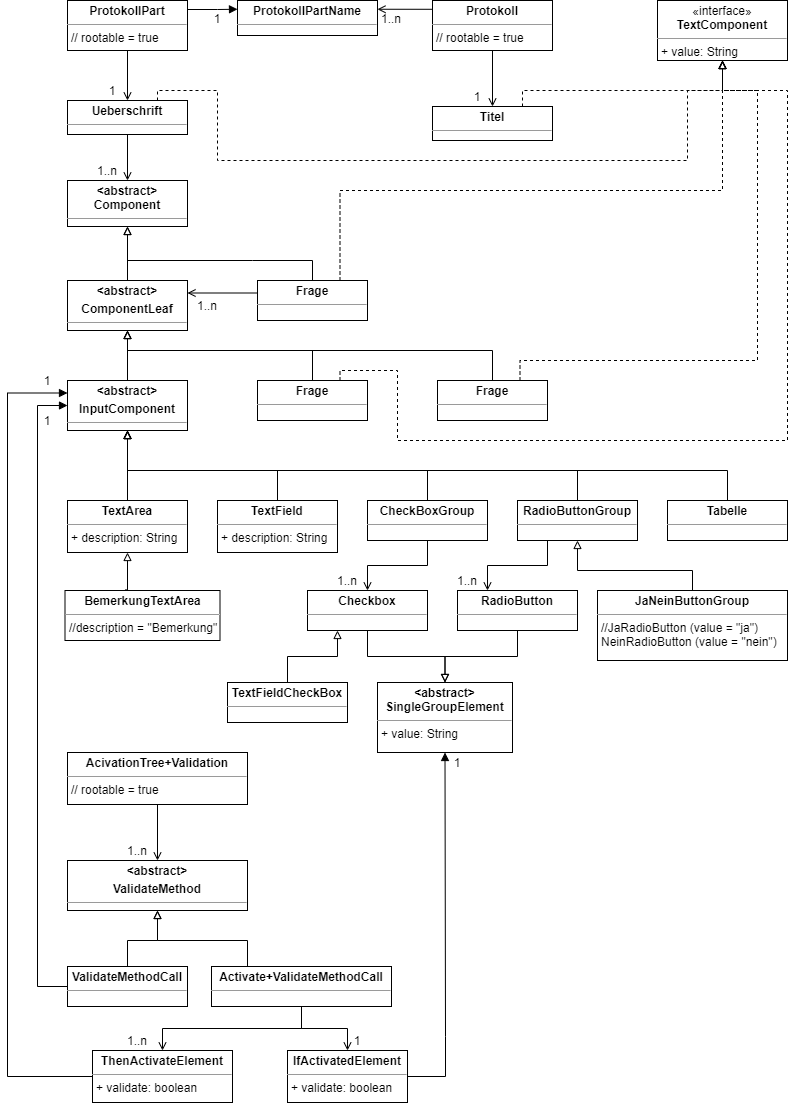 ProtokollPart
// rootable = true
1
ProtokollPartName
1..n
Protokoll
// rootable = true
«interface»
TextComponent
+ value: String
1
Ueberschrift
1
Titel
1..n
<abstract>
Component
<abstract>
ComponentLeaf
1..n
Frage
1
<abstract>
InputComponent
1
Frage
Frage
TextArea
+ description: String
TextField
+ description: String
CheckBoxGroup
RadioButtonGroup
Tabelle
BemerkungTextArea
//description = "Bemerkung"
1..n
Checkbox
1..n
RadioButton
JaNeinButtonGroup
//JaRadioButton (value = "ja")
NeinRadioButton (value = "nein")
TextFieldCheckBox
<abstract>
SingleGroupElement
+ value: String
1
AcivationTree+Validation
// rootable = true
1..n
<abstract>
ValidateMethod
ValidateMethodCall
Activate+ValidateMethodCall
1..n
ThenActivateElement
+ validate: boolean
1
IfActivatedElement
+ validate: boolean